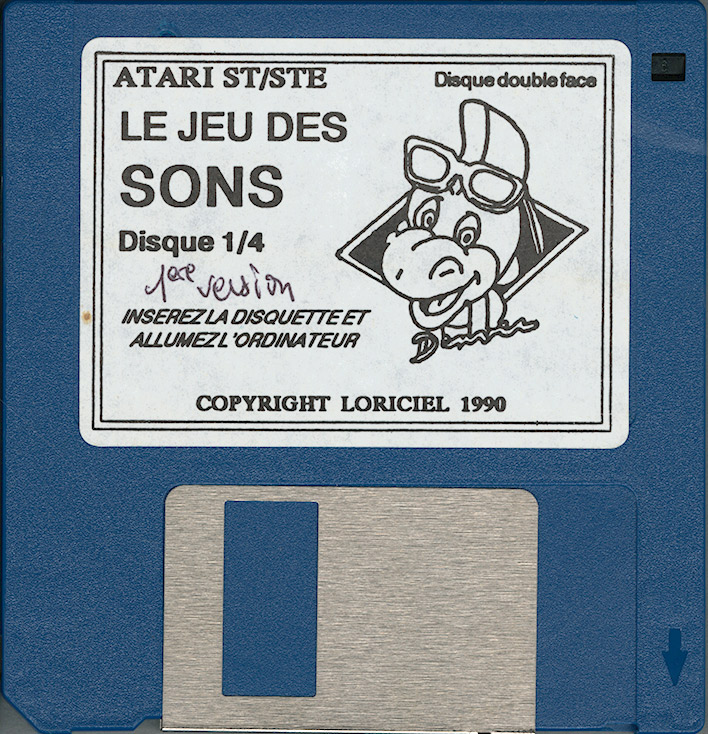 ATARI ST/STE
Disque double face
LE JEU DES
SONS
Disque 1/4
1ere version
INSEREZ LA DISQUETTE ET
ALLUMEZ L'ORDINATEUR
COPYRIGHT LORICIEL 1990